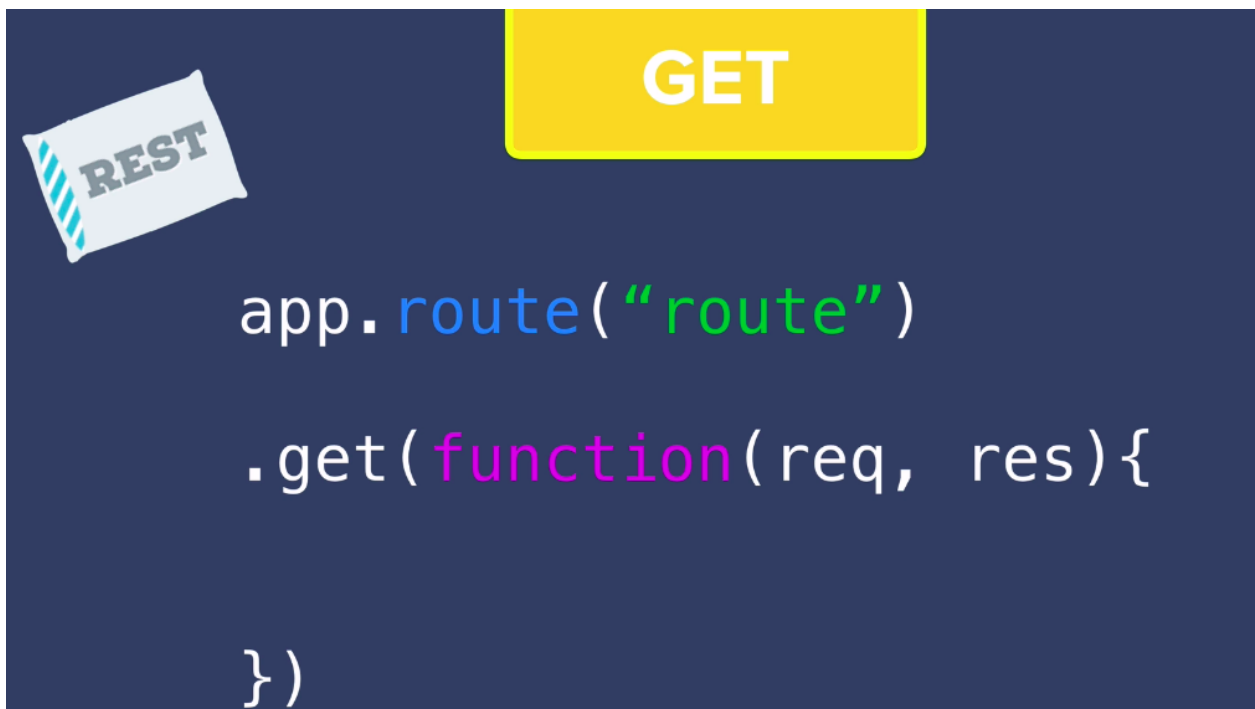 GET
REST
app.route(“route”)
.get(function(req, res){
})